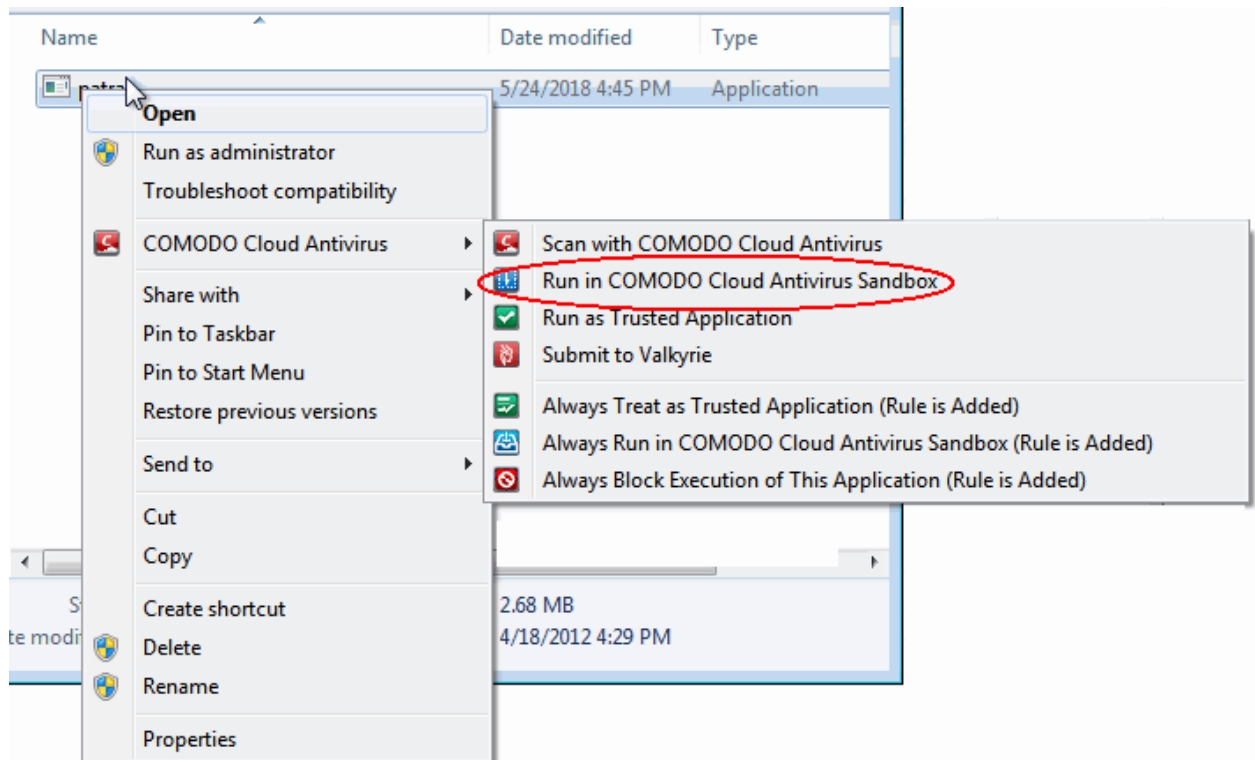 Name Date modified Type
5/24/2018 4:45 PM Application
Open
Run as administrator
Troubleshoot compatibility
COMODO Cloud Antivirus
Share with
Pin to Taskbar
Pin to Start Menu
Restore previous versions
Send to
Cut
Copy
Create shortcut
Delete
Rename
Properties
Scan with COMODO Cloud Antivirus
Run in COMODO Cloud Antivirus Sandbox
Run as Trusted Application
Submit to Valkyrie
Always Treat as Trusted Application (Rule is Added)
Always Run in COMODO Cloud Antivirus Sandbox (Rule is Added)
Always Block Execution of This Application (Rule is Added)
2.68 MB
4/18/2012 4:29 PM